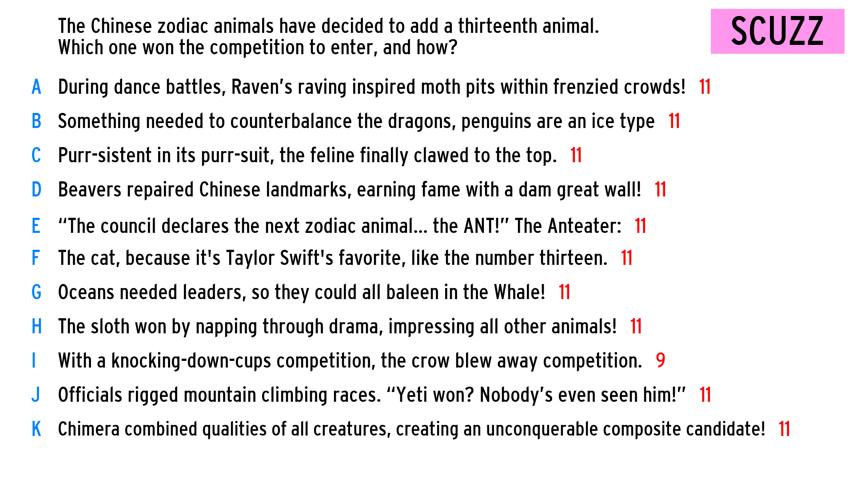 The Chinese zodiac animals have decided to add a thirteenth animal.
Which one won the competition to enter, and how?
SCUZZ
A During dance battles, Raven's raving inspired moth pits within frenzied crowds! 11
B Something needed to counterbalance the dragons, penguins are an ice type 11
C Purr-sistent in its purr-suit, the feline finally clawed to the top. 11
D Beavers repaired Chinese landmarks, earning fame with a dam great wall! 11
E “The council declares the next zodiac animal... the ANT!” The Anteater: 11
F The cat, because it's Taylor Swift's favorite, like the number thirteen. 11
G Oceans needed leaders, so they could all baleen in the Whale! 11
H The sloth won by napping through drama, impressing all other animals! 11
I With a knocking-down-cups competition, the crow blew away competition. 9
J Officials rigged mountain climbing races. “Yeti won? Nobody's even seen him!” 11
K Chimera combined qualities of all creatures, creating an unconquerable composite candidate! 11